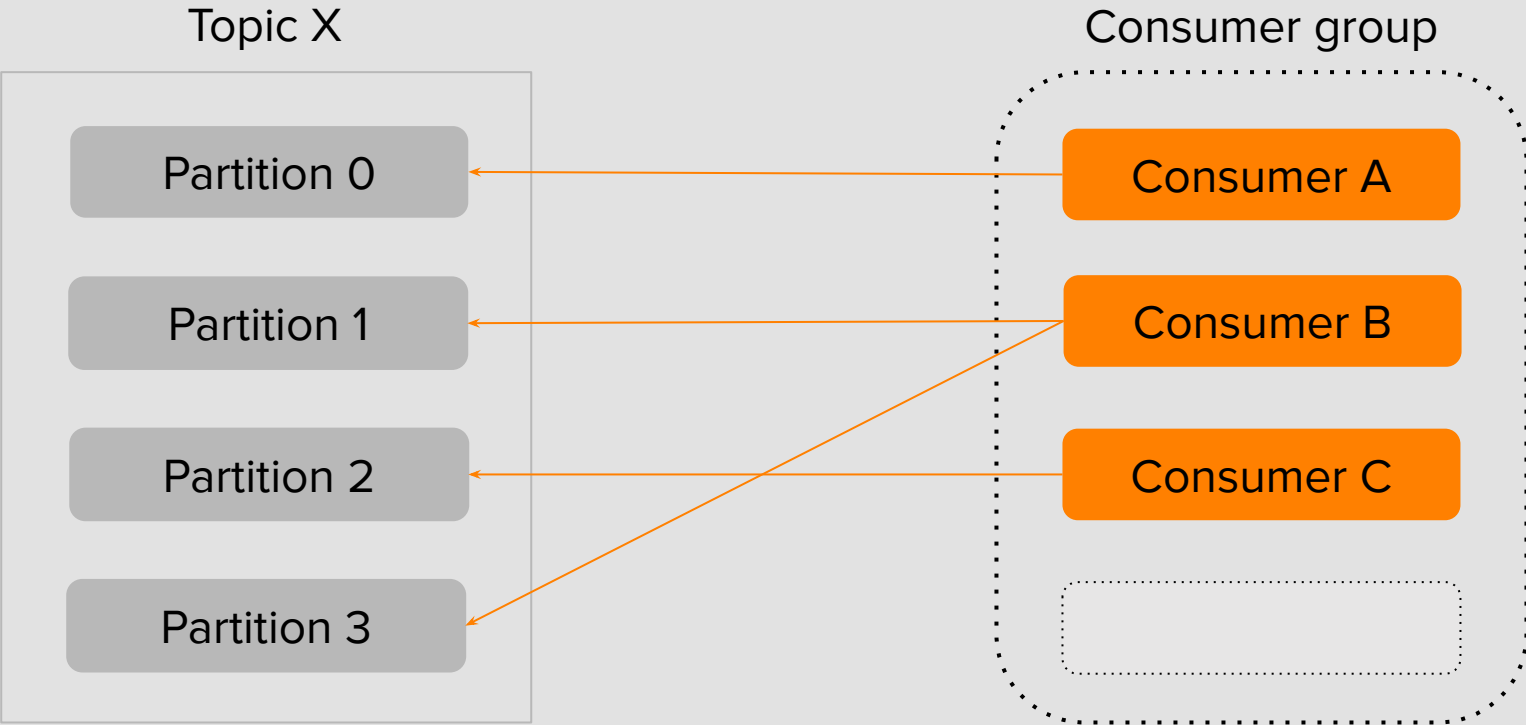 Topic X
Consumer group
Partition 0
Consumer A
Partition 1
Consumer B
Partition 2
Consumer C
Partition 3